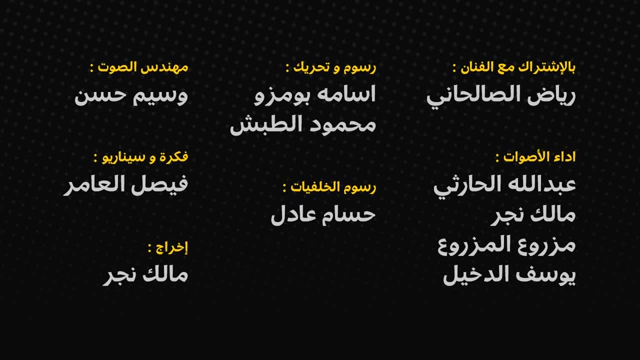 بالإشتراك مع الفنان :
رياض الصالحاني
اداء الأصوات :
عبدالله الحارثي
مالك نجر
مزروع المزروع
يوسف الدخيل
رسوم و تحريك :
اسامه بومزو
محمود الطبش
رسوم الخلفيات :
حسام عادل
مهندس الصوت :
وسيم حسن
فكرة و سيناريو :
فيصل العامر
إخراج :
مالك نجر